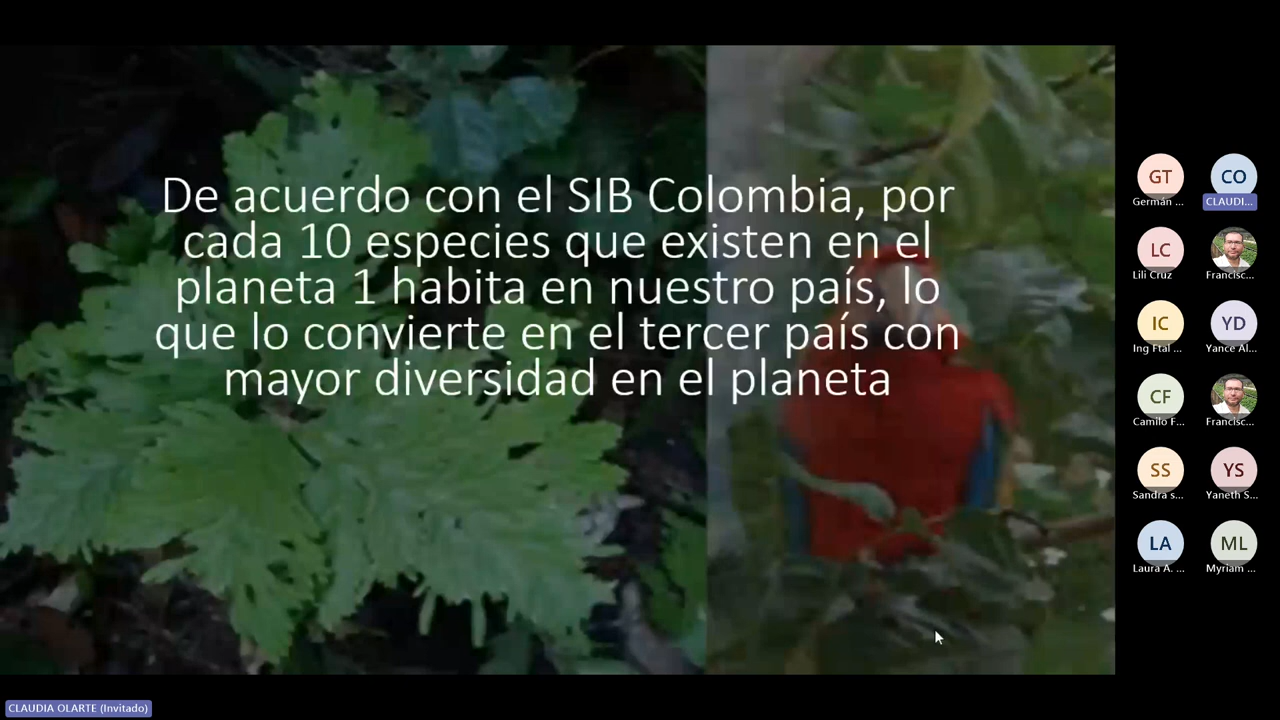 De acuerdo con el SIB Colombia, por
cada 10 especies que existen en el
planeta 1 habita en nuestro país, lo
que lo convierte en el tercer país con
mayor diversidad en el planeta
GT
CO
Germán ...
CLAUDI...
LC
Lili Cruz
Francisc...
IC
YD
Ing Ftal ...
Yance Al...
CF
Camilo F...
Francisc...
SS
YS
Sandra s...
Yaneth S...
LA
ML
Laura A. ...
Myriam ...
CLAUDIA OLARTE (Invitado)